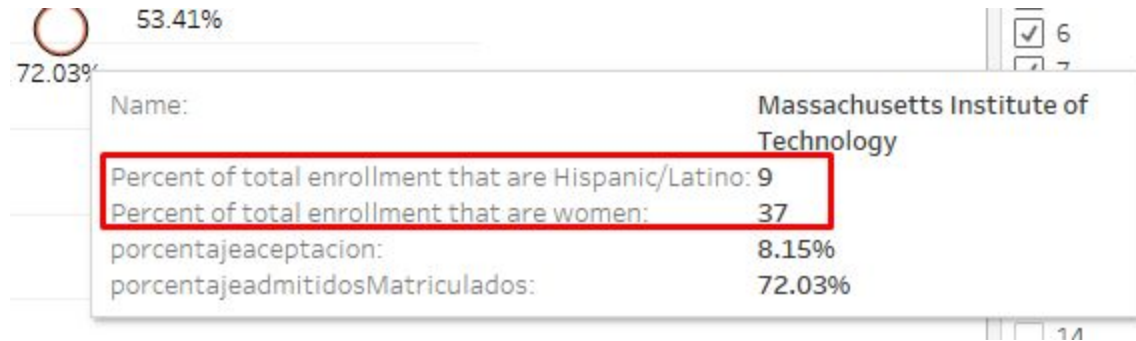 53.41%
6
72.03%
7
Name: Massachusetts Institute of
Technology
Percent of total enrollment that are Hispanic/Latino: 9
Percent of total enrollment that are women: 37
porcentajeaceptacion: 8.15%
porcentajeadmitidosMatriculados: 72.03%
14